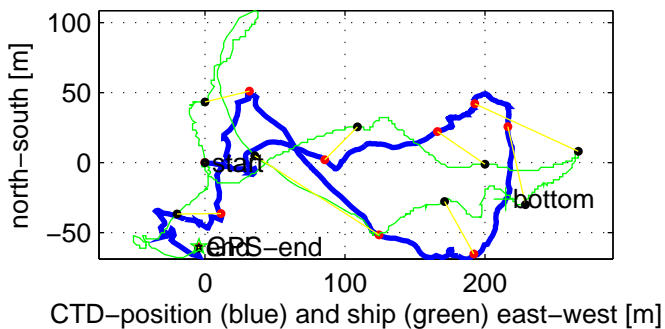 north−south [m]
100
50
0
−50
start
bottom
end
GPS−end
0
100
200
CTD−position (blue) and ship (green) east−west [m]